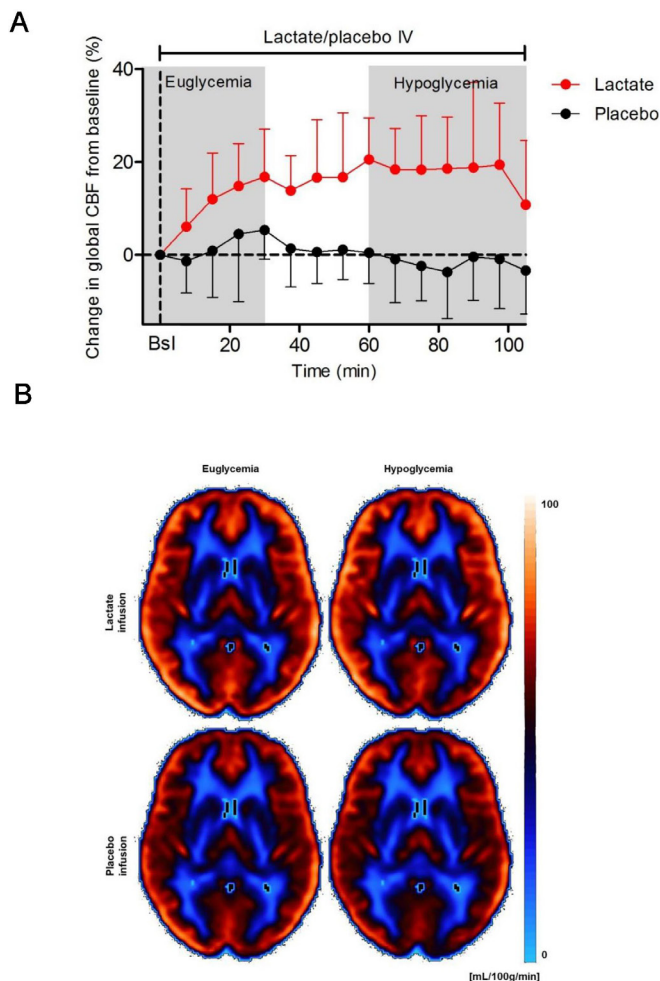 A
Lactate/placebo IV
Change in global CBF from baseline (%)
40
20
0
Euglycemia
Hypoglycemia
Lactate
Placebo
Bsl
20
40
60
80
100
Time (min)
B
Euglycemia
Hypoglycemia
Lactate
infusion
Placebo
infusion
100
0
[mL/100g/min]